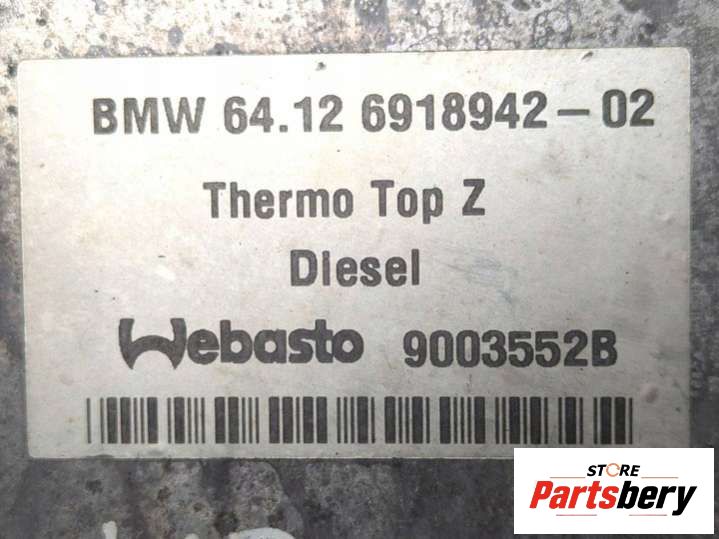 BMW 64.12 6918942-02
Thermo Top Z
Diesel
Webasto 9003552B
STORE
Partsbery